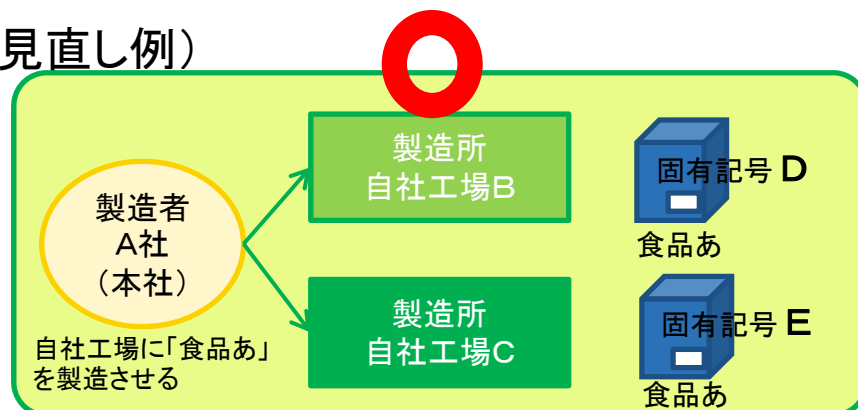 見直し例）
製造所
自社工場B
固有記号 D
製造者
A社
（本社）
食品あ
製造所
自社工場C
固有記号 E
自社工場に「食品あ」
を製造させる
食品あ